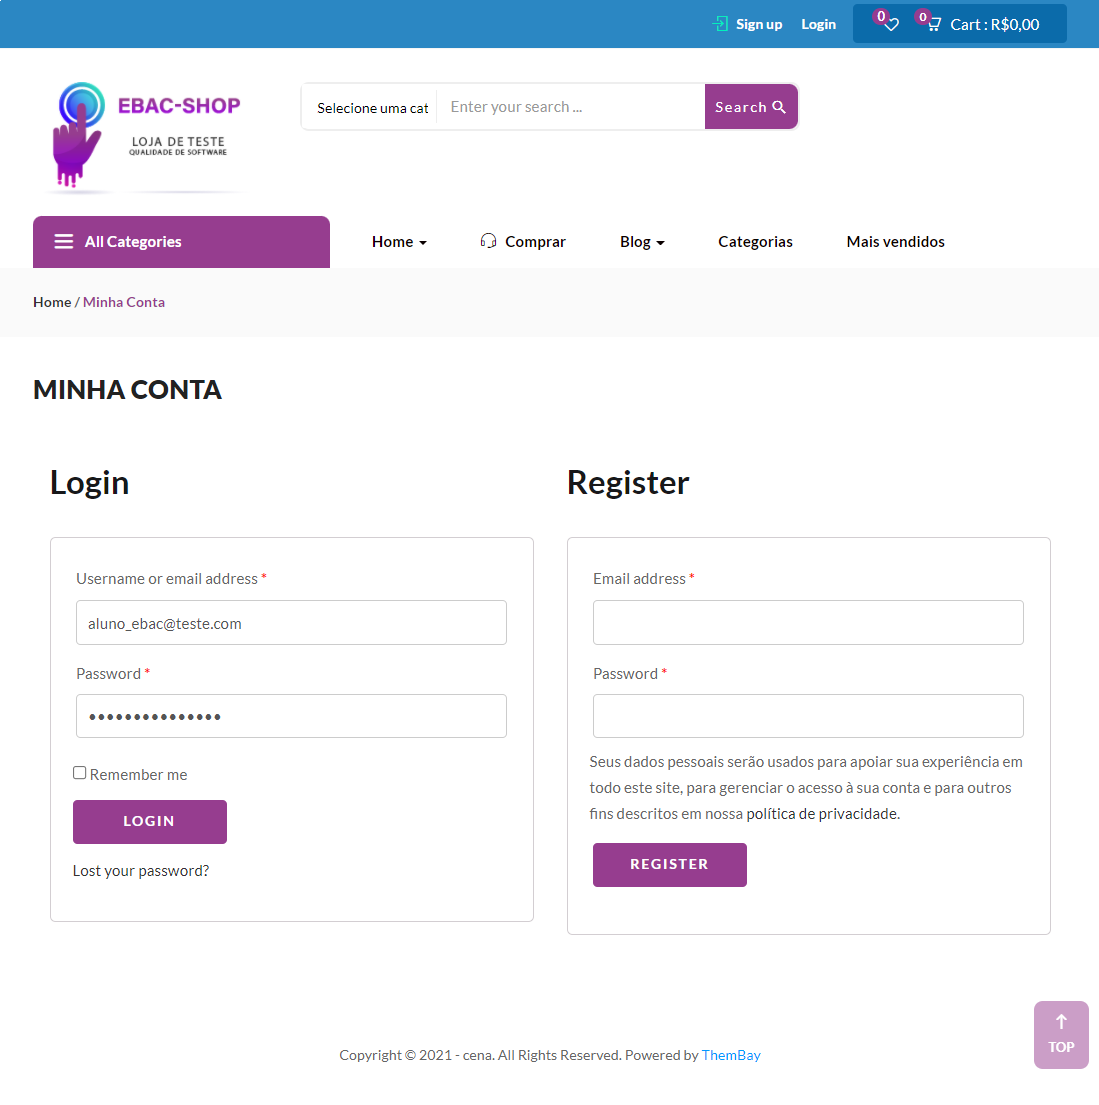 Sign up Login 0 0 Cart : R$0,00
EBAC-SHOP
LOJA DE TESTE
QUALIDADE DE SOFTWARE
Selecione uma cat Enter your search ... Search
All Categories Home Comprar Blog Categorias Mais vendidos
Home / Minha Conta
MINHA CONTA
Login
Username or email address *
aluno_ebac@teste.com
Password *
•••••••••••••••
Remember me
LOGIN
Lost your password?
Register
Email address *
Password *
Seus dados pessoais serão usados para apoiar sua experiência em
todo este site, para gerenciar o acesso à sua conta e para outros
fins descritos em nossa política de privacidade.
REGISTER
TOP
Copyright © 2021 - cena. All Rights Reserved. Powered by ThemBay